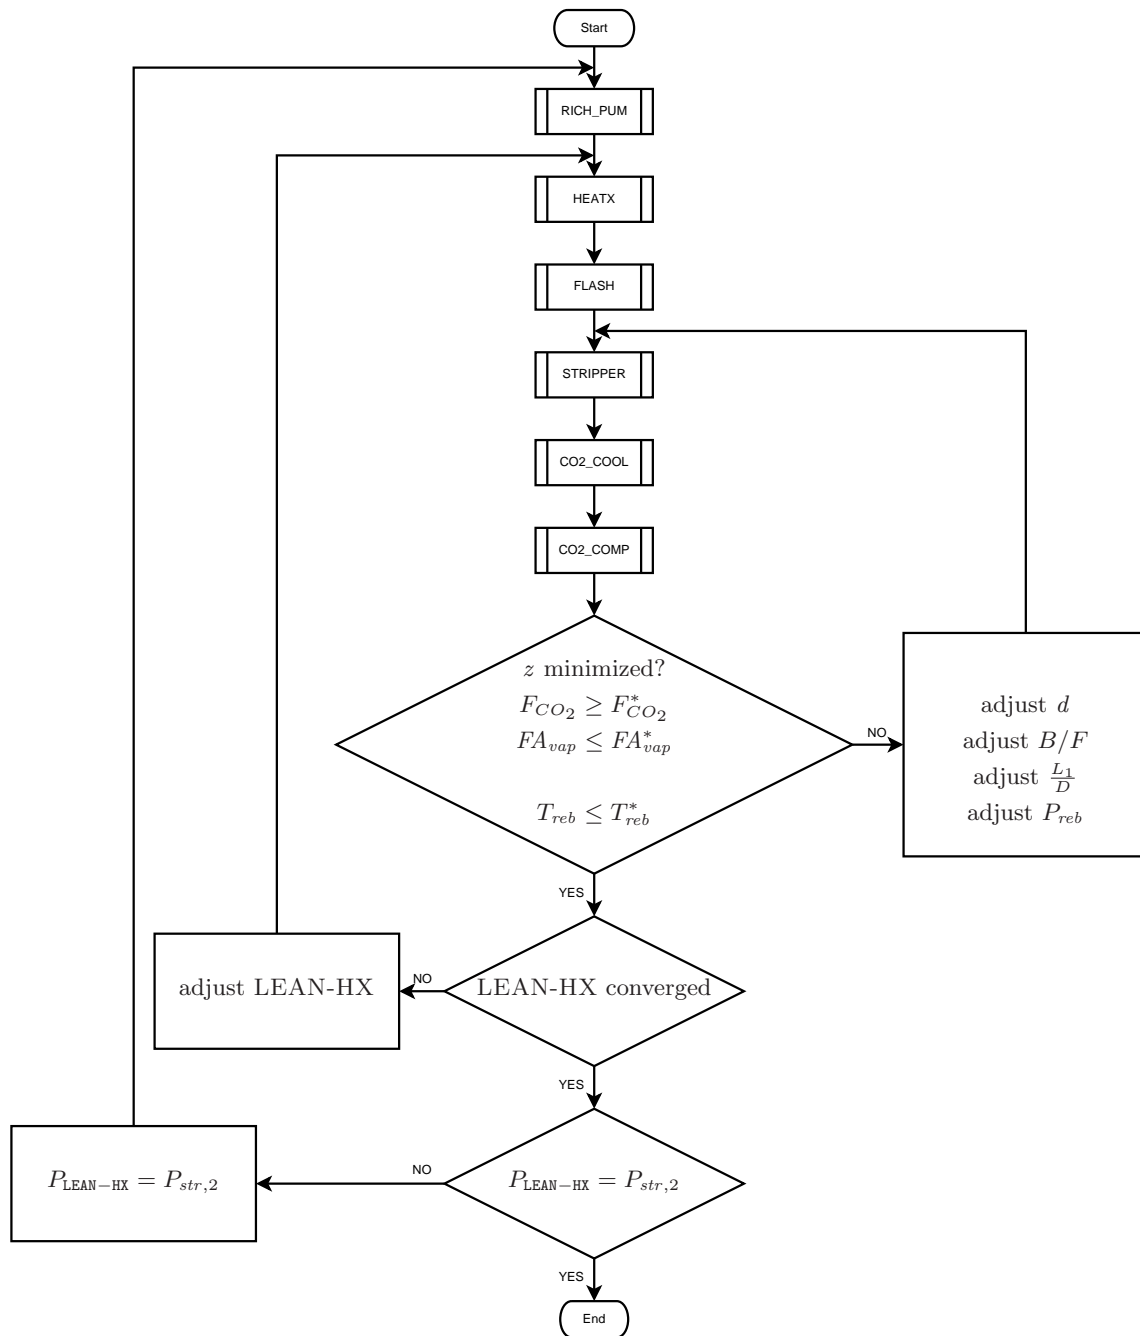 Start
RICH_PUM
HEATX
FLASH
STRIPPER
CO2_COOL
CO2_COMP
z minimized?
F_{CO_2} ≥ F^*_{CO_2}
FA_{vap} ≤ FA^*_{vap}
T_{reb} ≤ T^*_{reb}
NO
adjust d
adjust B/F
adjust \frac{L_1}{D}
adjust P_{reb}
YES
adjust LEAN-HX
NO
LEAN-HX converged
YES
P_{LEAN-HX} = P_{str,2}
NO
P_{LEAN-HX} = P_{str,2}
YES
End